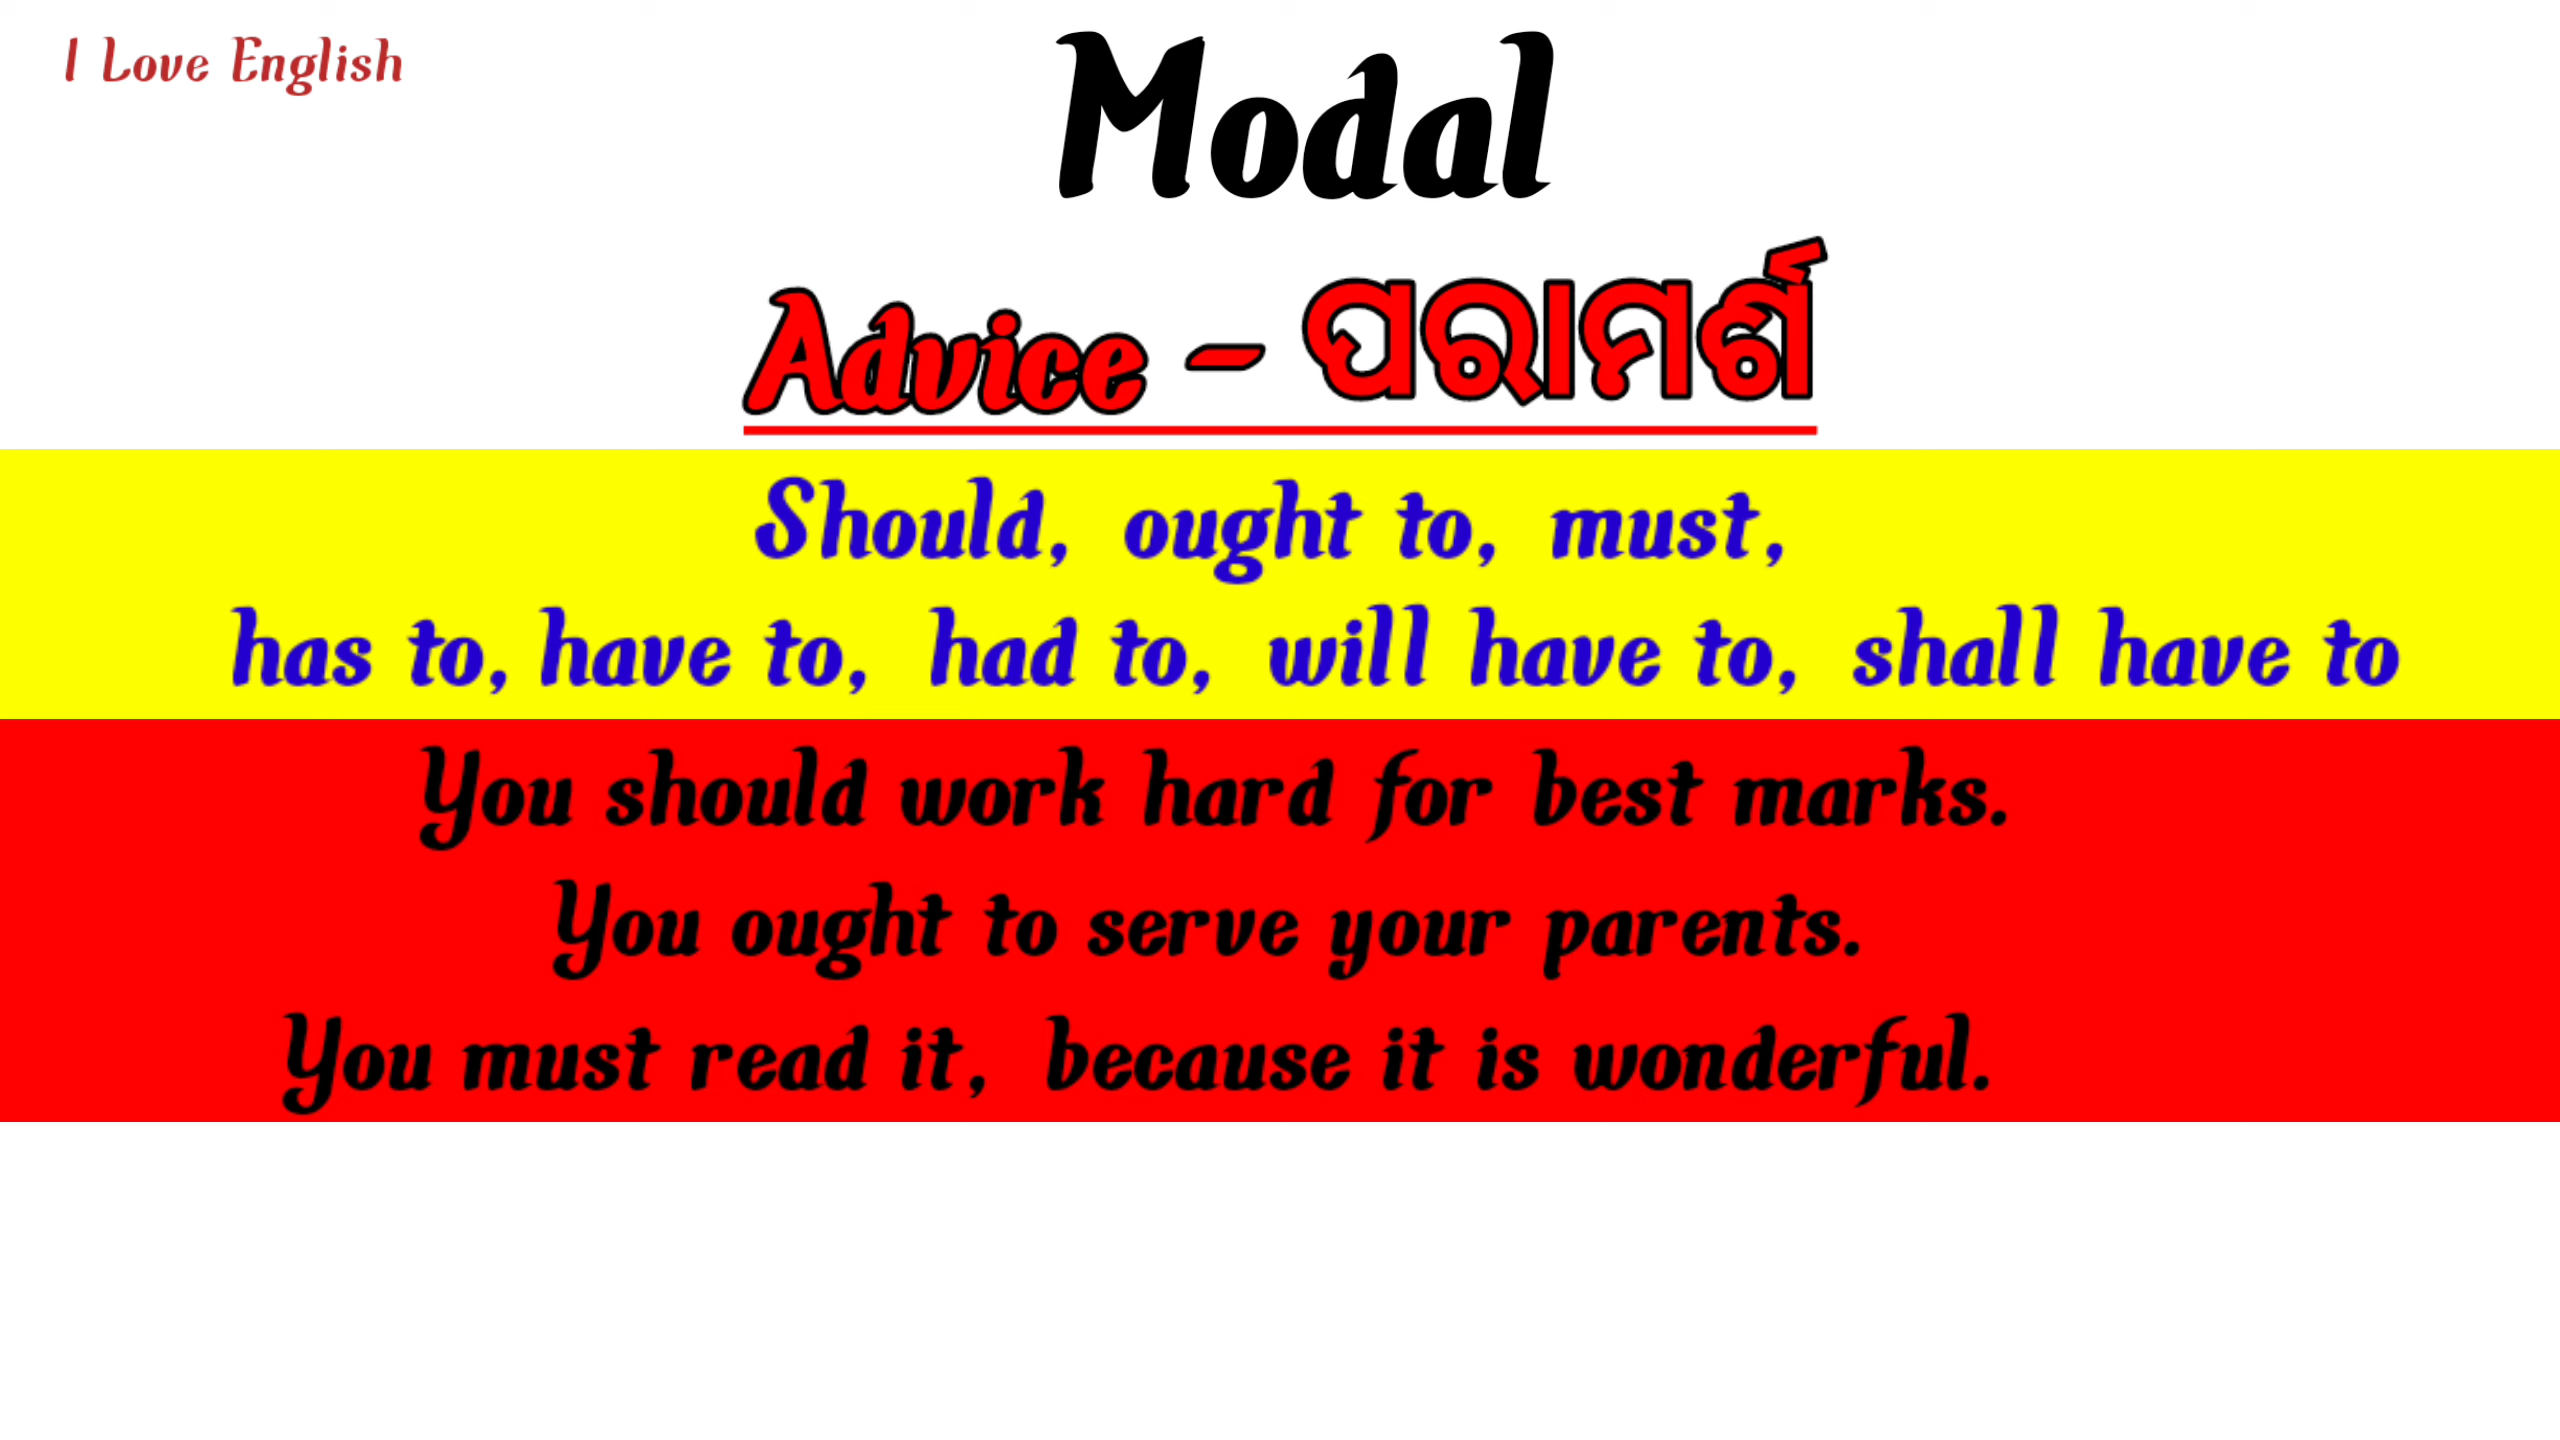 I Love English
Modal
Advice - ପରାମର୍ଶ
Should, ought to, must,
has to, have to, had to, will have to, shall have to
You should work hard for best marks.
You ought to serve your parents.
You must read it, because it is wonderful.